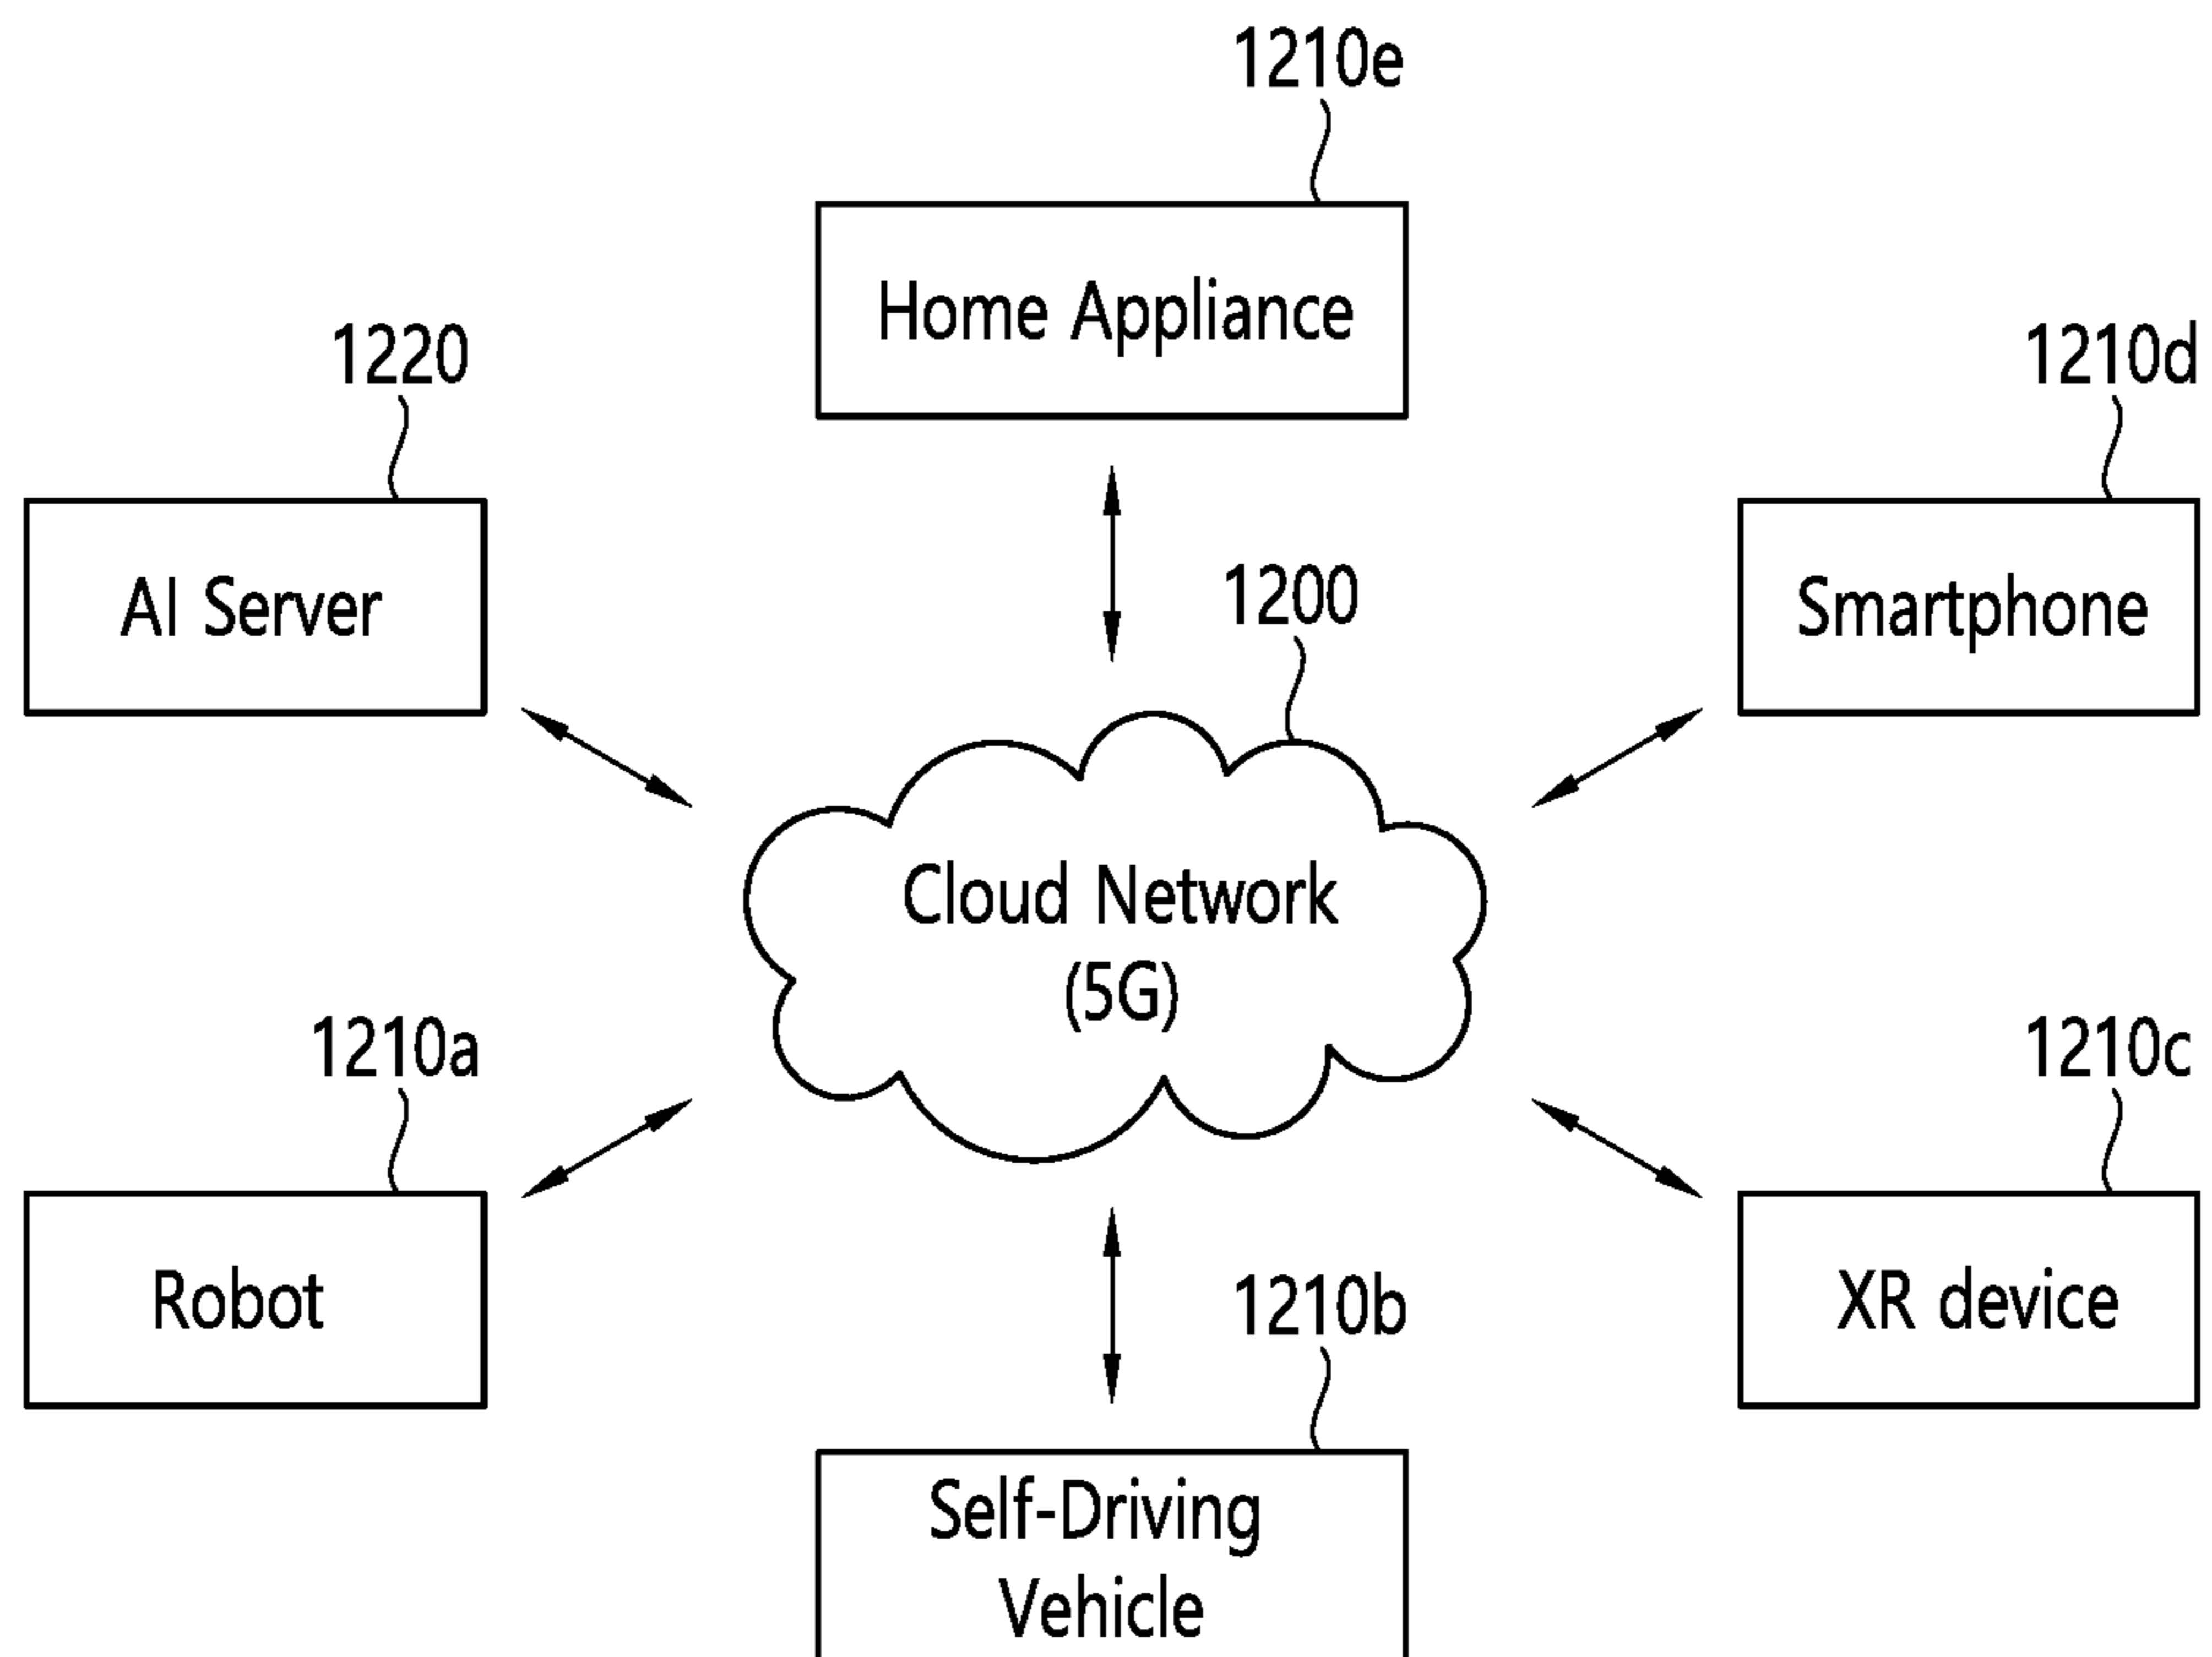 1210e
Home Appliance
1220
AI Server
1210d
Smartphone
1200
Cloud Network
(5G)
1210a
Robot
1210c
XR device
1210b
Self-Driving
Vehicle